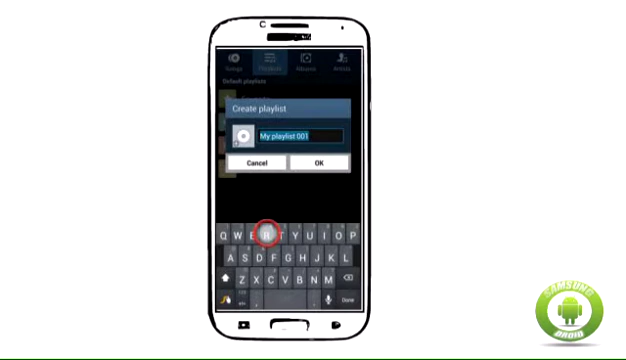 Songs Playlists Albums Artists
Default playlists
Create playlist
My playlist 001
Cancel OK
Q W E R T Y U I O P
A S D F G H J K L
Z X C V B N M
, . Done
SAMSUNG
DROID